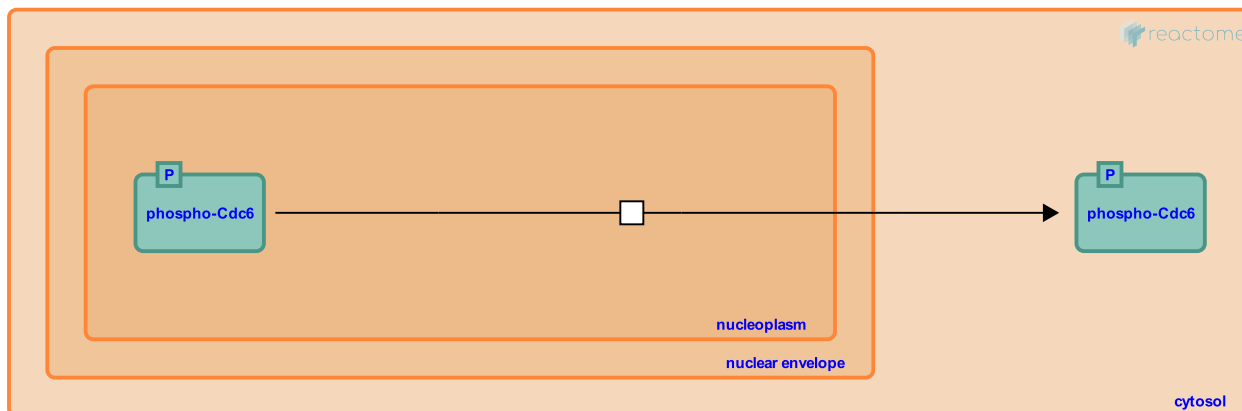 reactome
P
P
phospho-Cdc6
phospho-Cdc6
nucleoplasm
nuclear envelope
cytosol